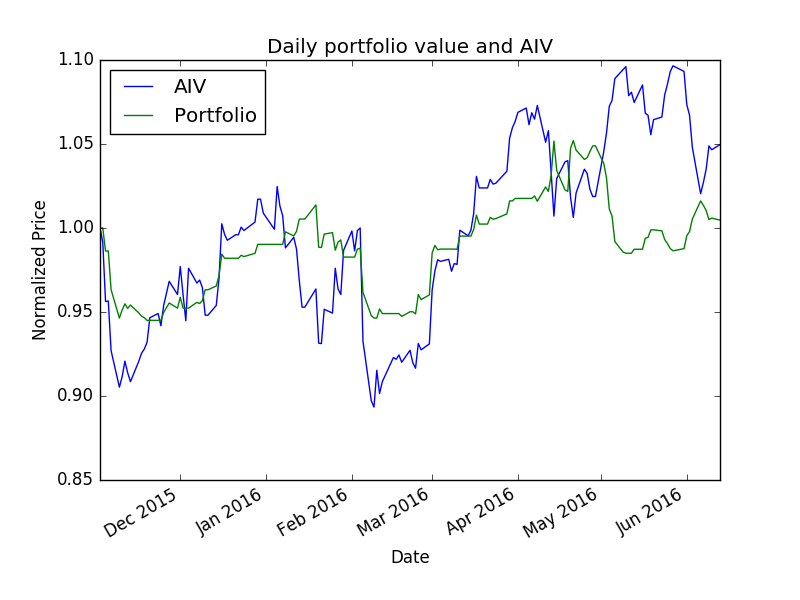 Daily portfolio value and AIV
AIV
Portfolio
1.10
1.05
1.00
0.95
0.90
0.85
Normalized Price
Dec 2015
Jan 2016
Feb 2016
Mar 2016
Apr 2016
May 2016
Jun 2016
Date